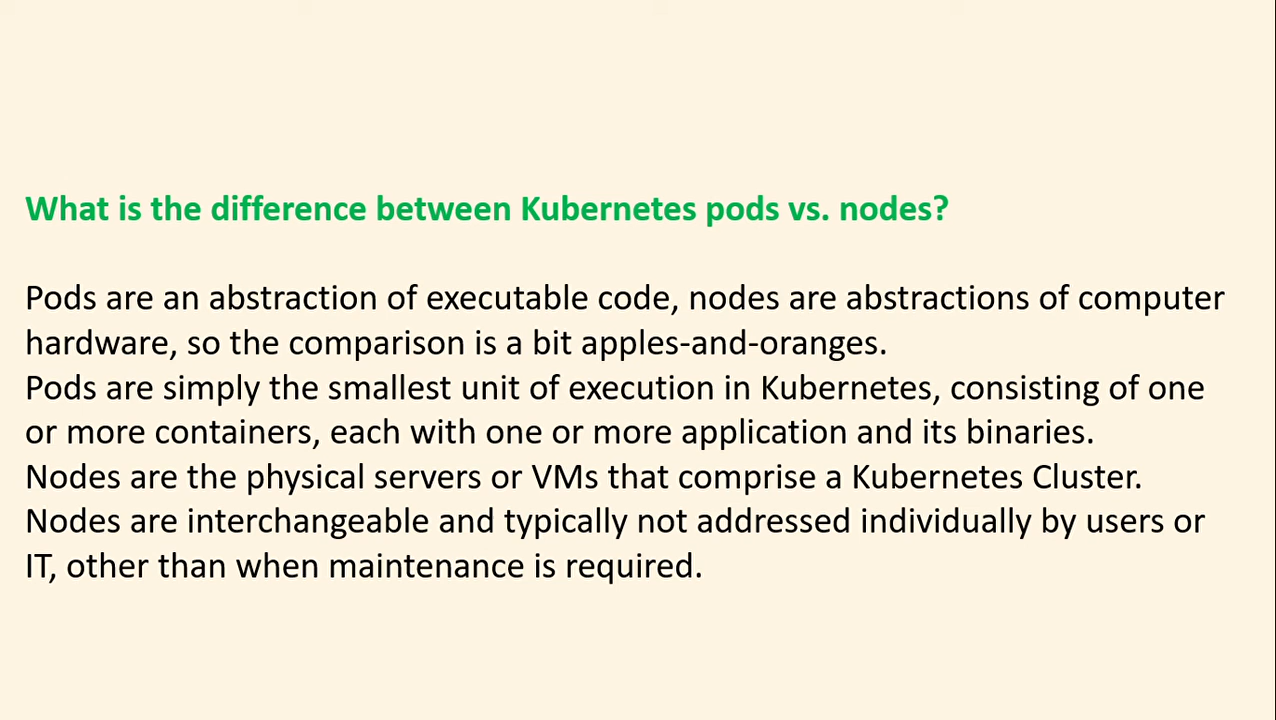 What is the difference between Kubernetes pods vs. nodes?
Pods are an abstraction of executable code, nodes are abstractions of computer
hardware, so the comparison is a bit apples-and-oranges.
Pods are simply the smallest unit of execution in Kubernetes, consisting of one
or more containers, each with one or more application and its binaries.
Nodes are the physical servers or VMs that comprise a Kubernetes Cluster.
Nodes are interchangeable and typically not addressed individually by users or
IT, other than when maintenance is required.